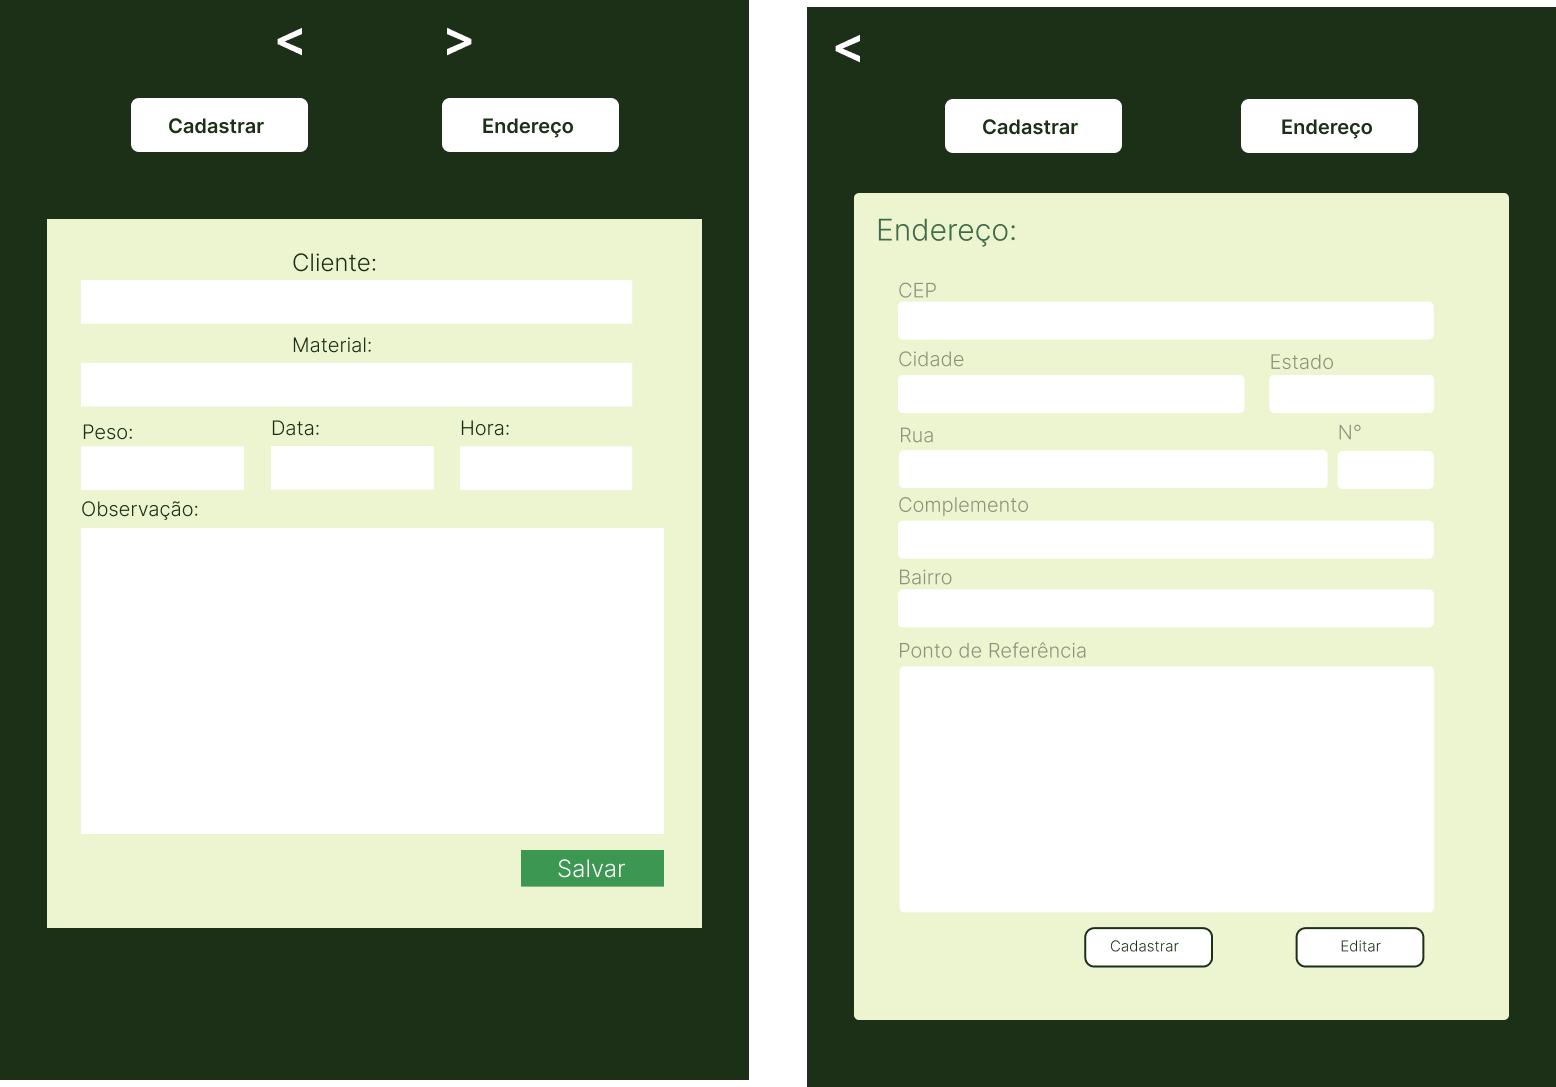 < >
Cadastrar Endereço
Cliente:
Material:
Peso: Data: Hora:
Observação:
Salvar
<
Cadastrar Endereço
Endereço:
CEP
Cidade Estado
Rua N°
Complemento
Bairro
Ponto de Referência
Cadastrar Editar